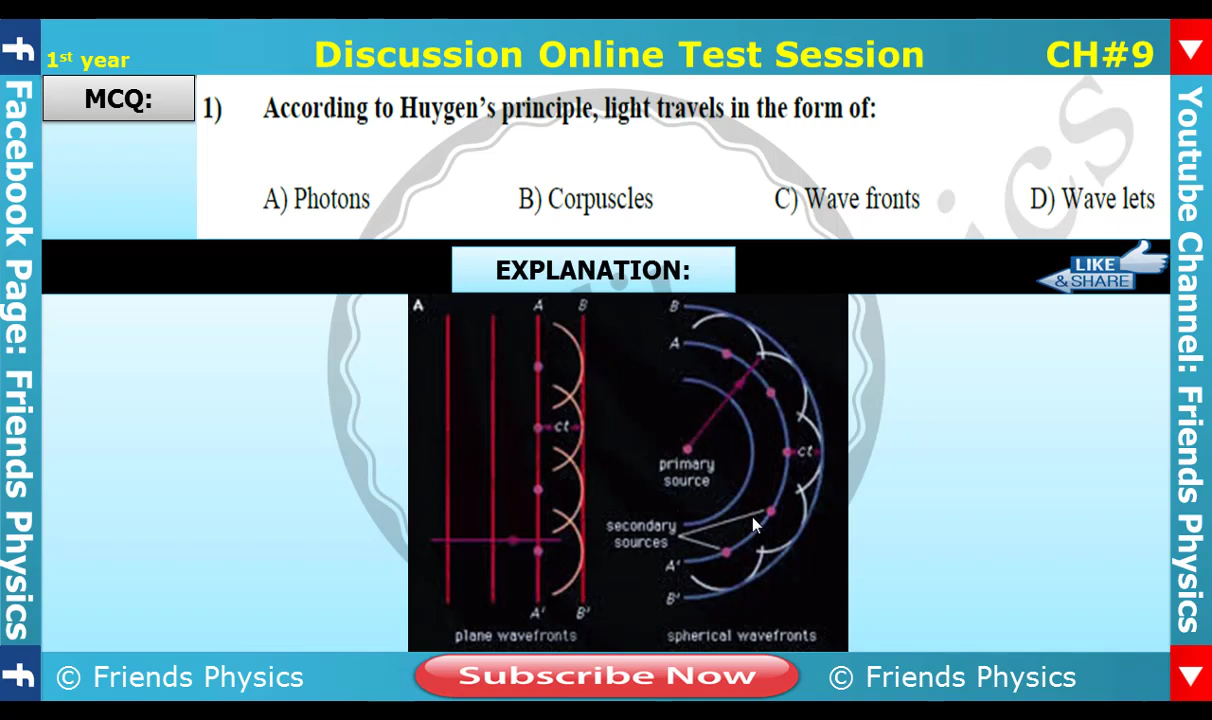 1st year
Discussion Online Test Session
CH#9
Facebook Page: Friends Physics
Youtube Channel: Friends Physics
MCQ:
1) According to Huygen's principle, light travels in the form of:
A) Photons B) Corpuscles C) Wave fronts D) Wave lets
EXPLANATION:
LIKE
& SHARE
A
A B
ct
A' B'
plane wavefronts
B
A
ct
primary
source
secondary
sources
A'
B'
spherical wavefronts
© Friends Physics
Subscribe Now
© Friends Physics